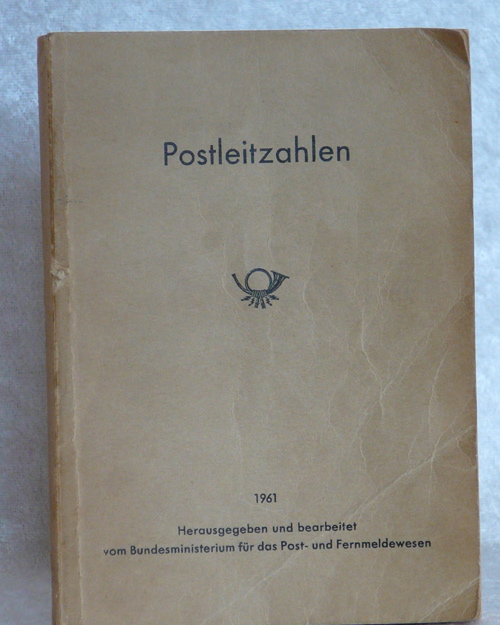 Postleitzahlen
1961
Herausgegeben und bearbeitet
vom Bundesministerium für das Post- und Fernmeldewesen